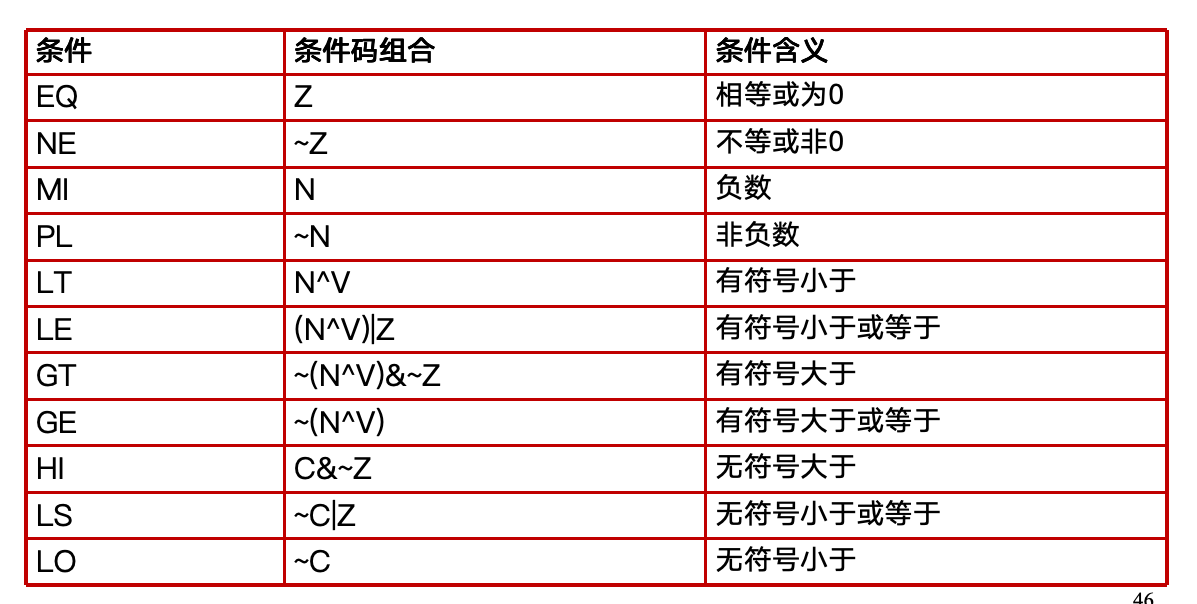 条件 条件码组合 条件含义
EQ Z 相等或为0
NE ~Z 不等或非0
MI N 负数
PL ~N 非负数
LT N^V 有符号小于
LE (N^V)|Z 有符号小于或等于
GT ~(N^V)&~Z 有符号大于
GE ~(N^V) 有符号大于或等于
HI C&~Z 无符号大于
LS ~C|Z 无符号小于或等于
LO ~C 无符号小于
46